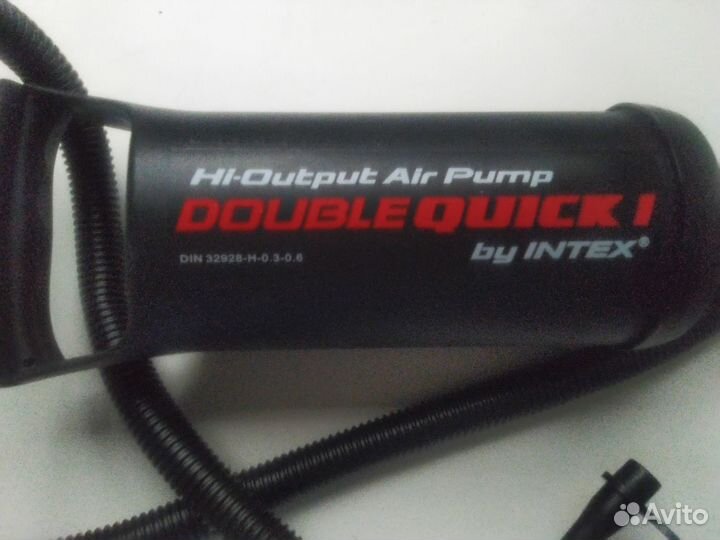 HI-Output Air Pump
DOUBLE QUICK I
by INTEX®
DIN 32928-H-0.3-0.6
Avito